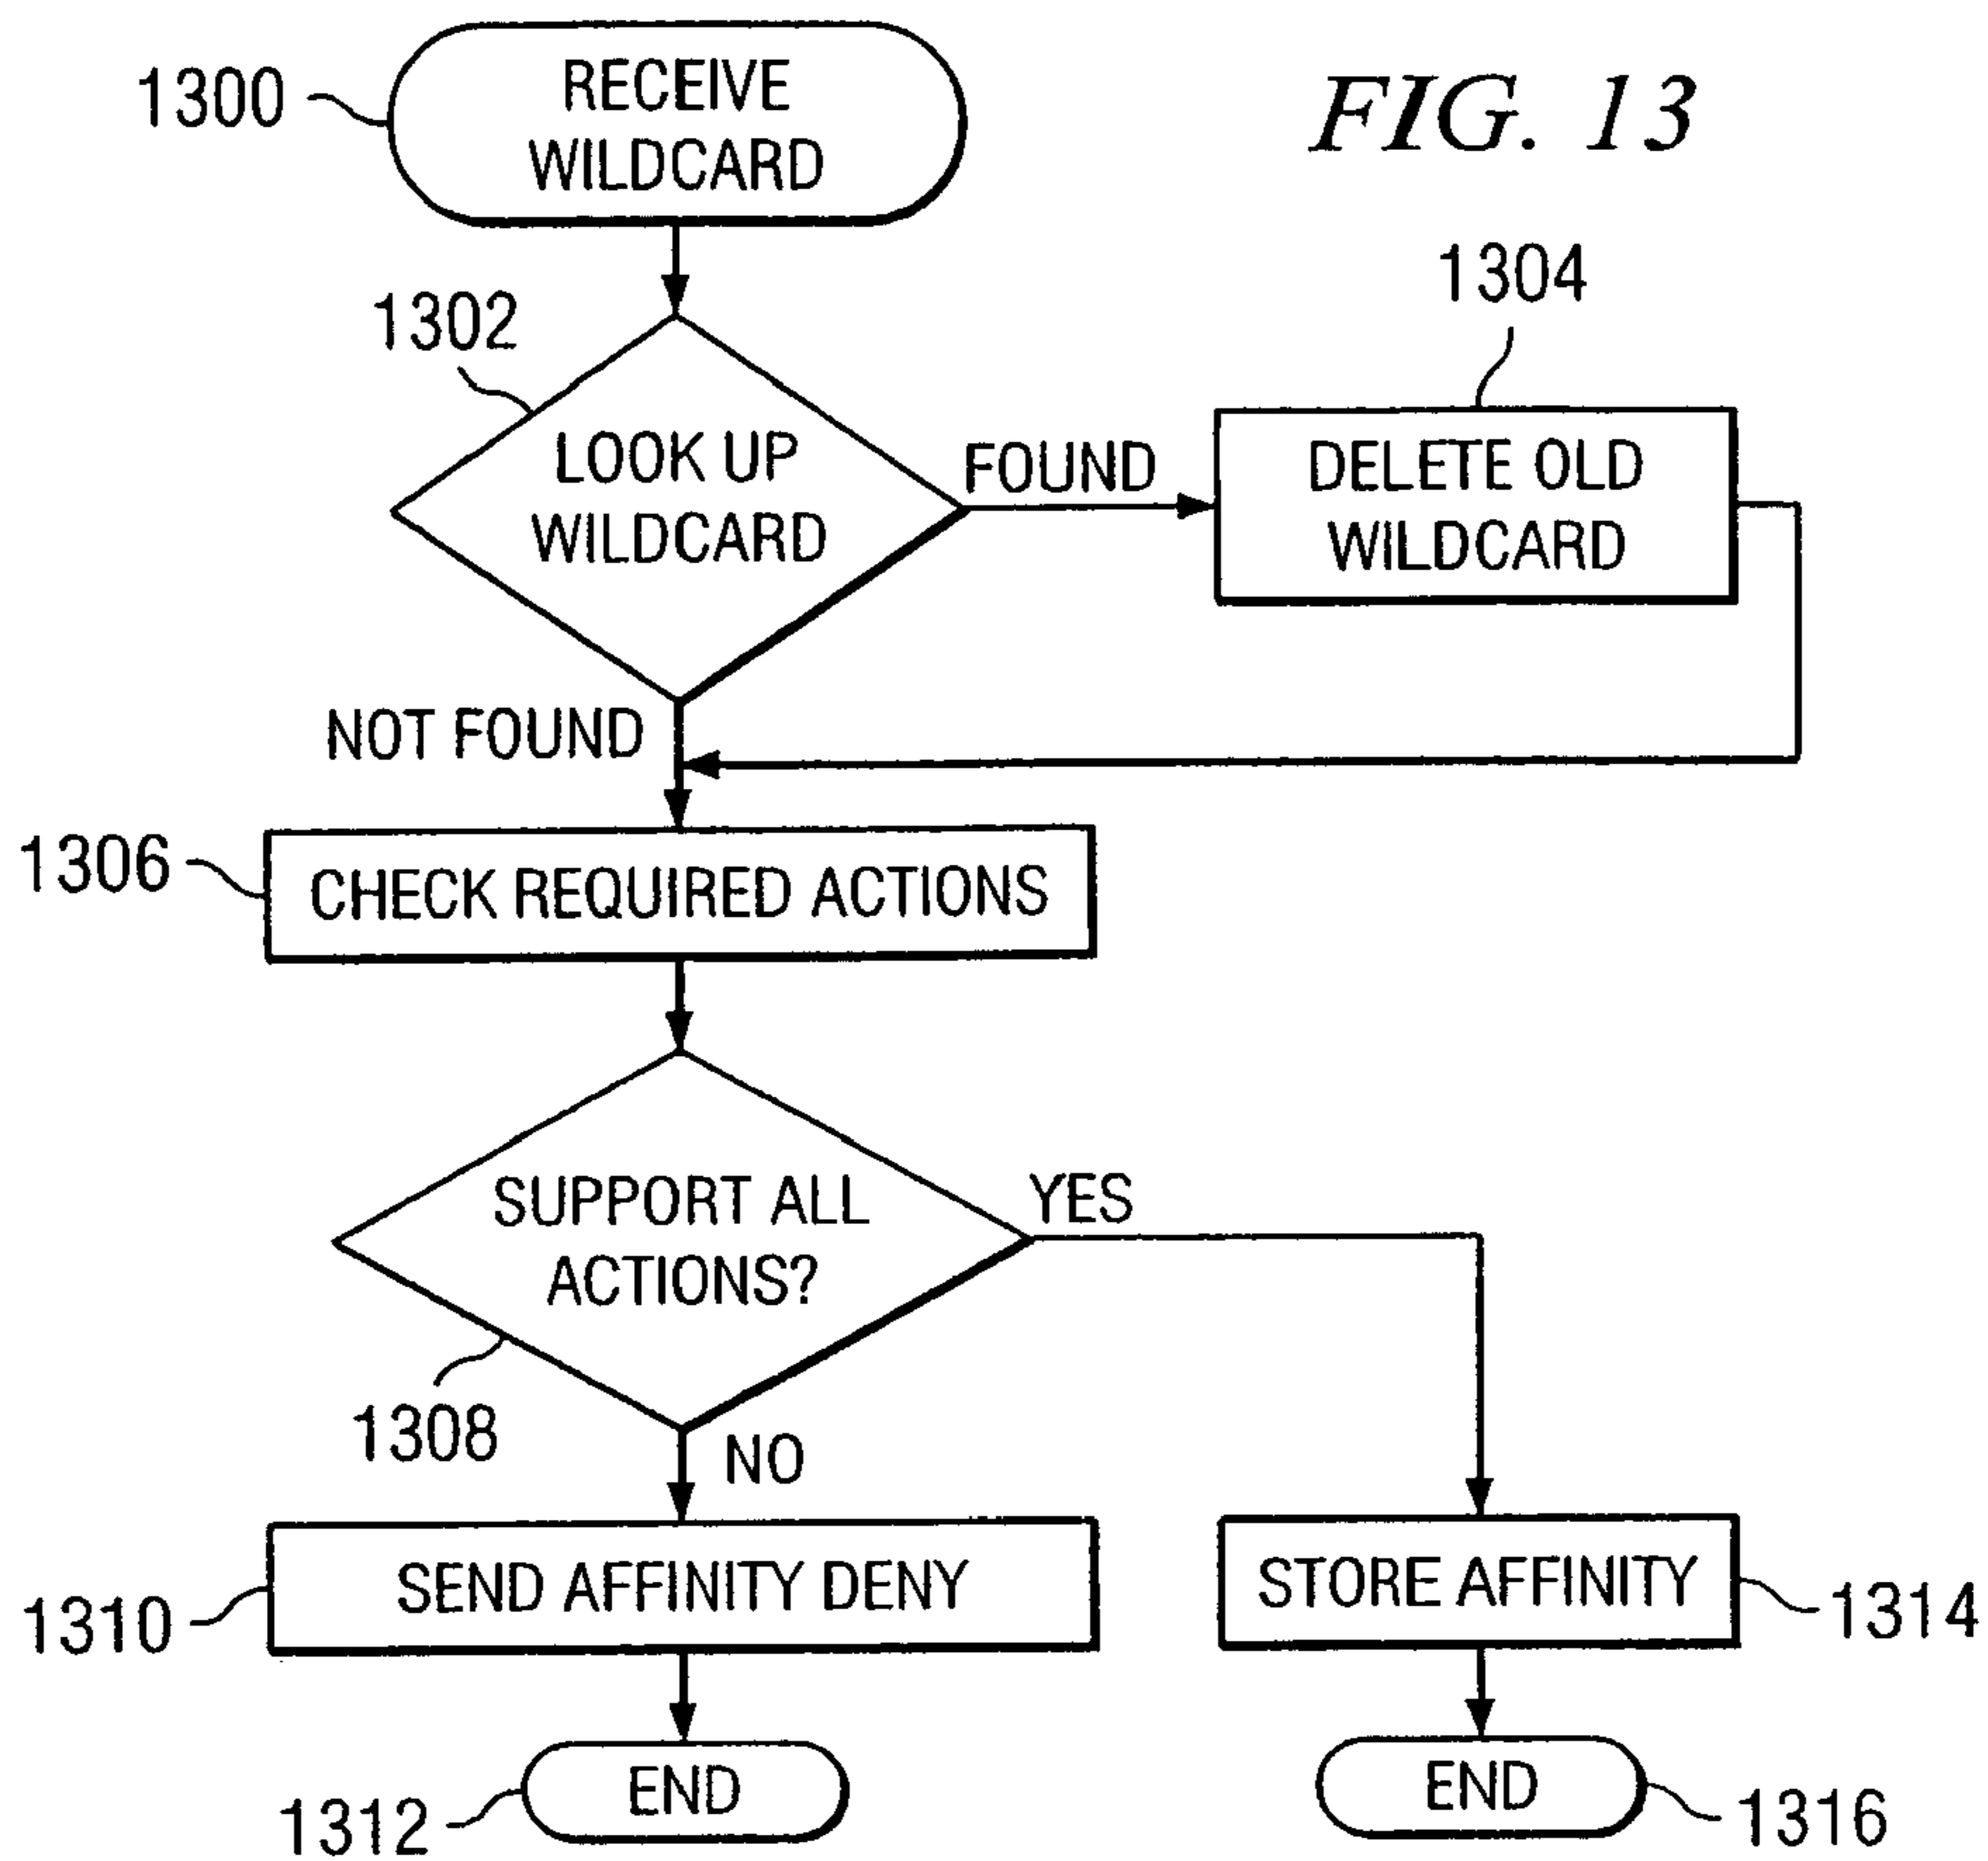 1300
RECEIVE
WILDCARD
FIG. 13
1302
LOOK UP
WILDCARD
FOUND
1304
DELETE OLD
WILDCARD
NOT FOUND
1306
CHECK REQUIRED ACTIONS
SUPPORT ALL
ACTIONS?
YES
1308
NO
1310
SEND AFFINITY DENY
STORE AFFINITY
1314
1312
END
END
1316